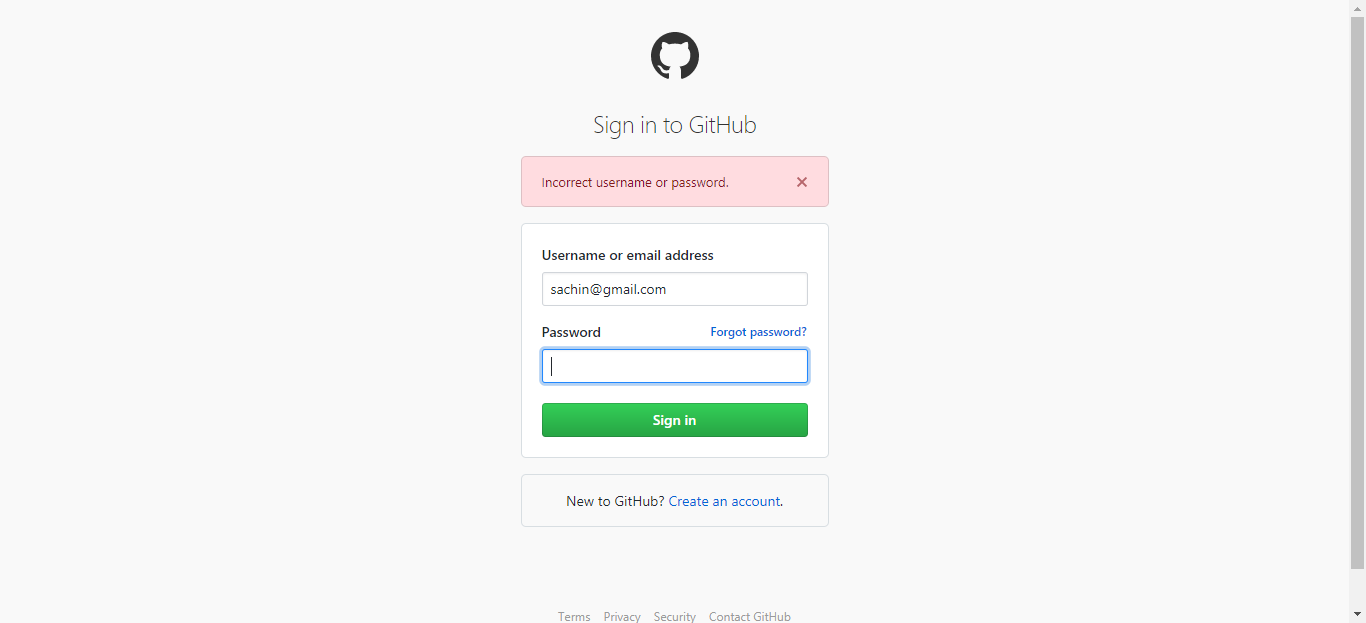 Sign in to GitHub
Incorrect username or password.
Username or email address
sachin@gmail.com
Password Forgot password?
Sign in
New to GitHub? Create an account.
Terms Privacy Security Contact GitHub